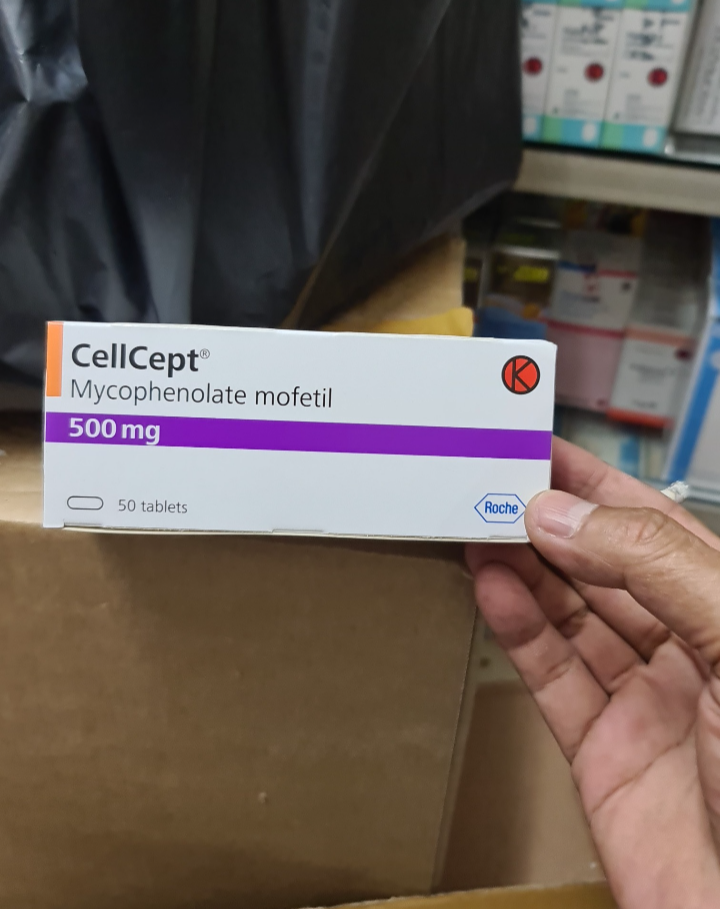 CellCept®
Mycophenolate mofetil
K
500 mg
50 tablets
Roche